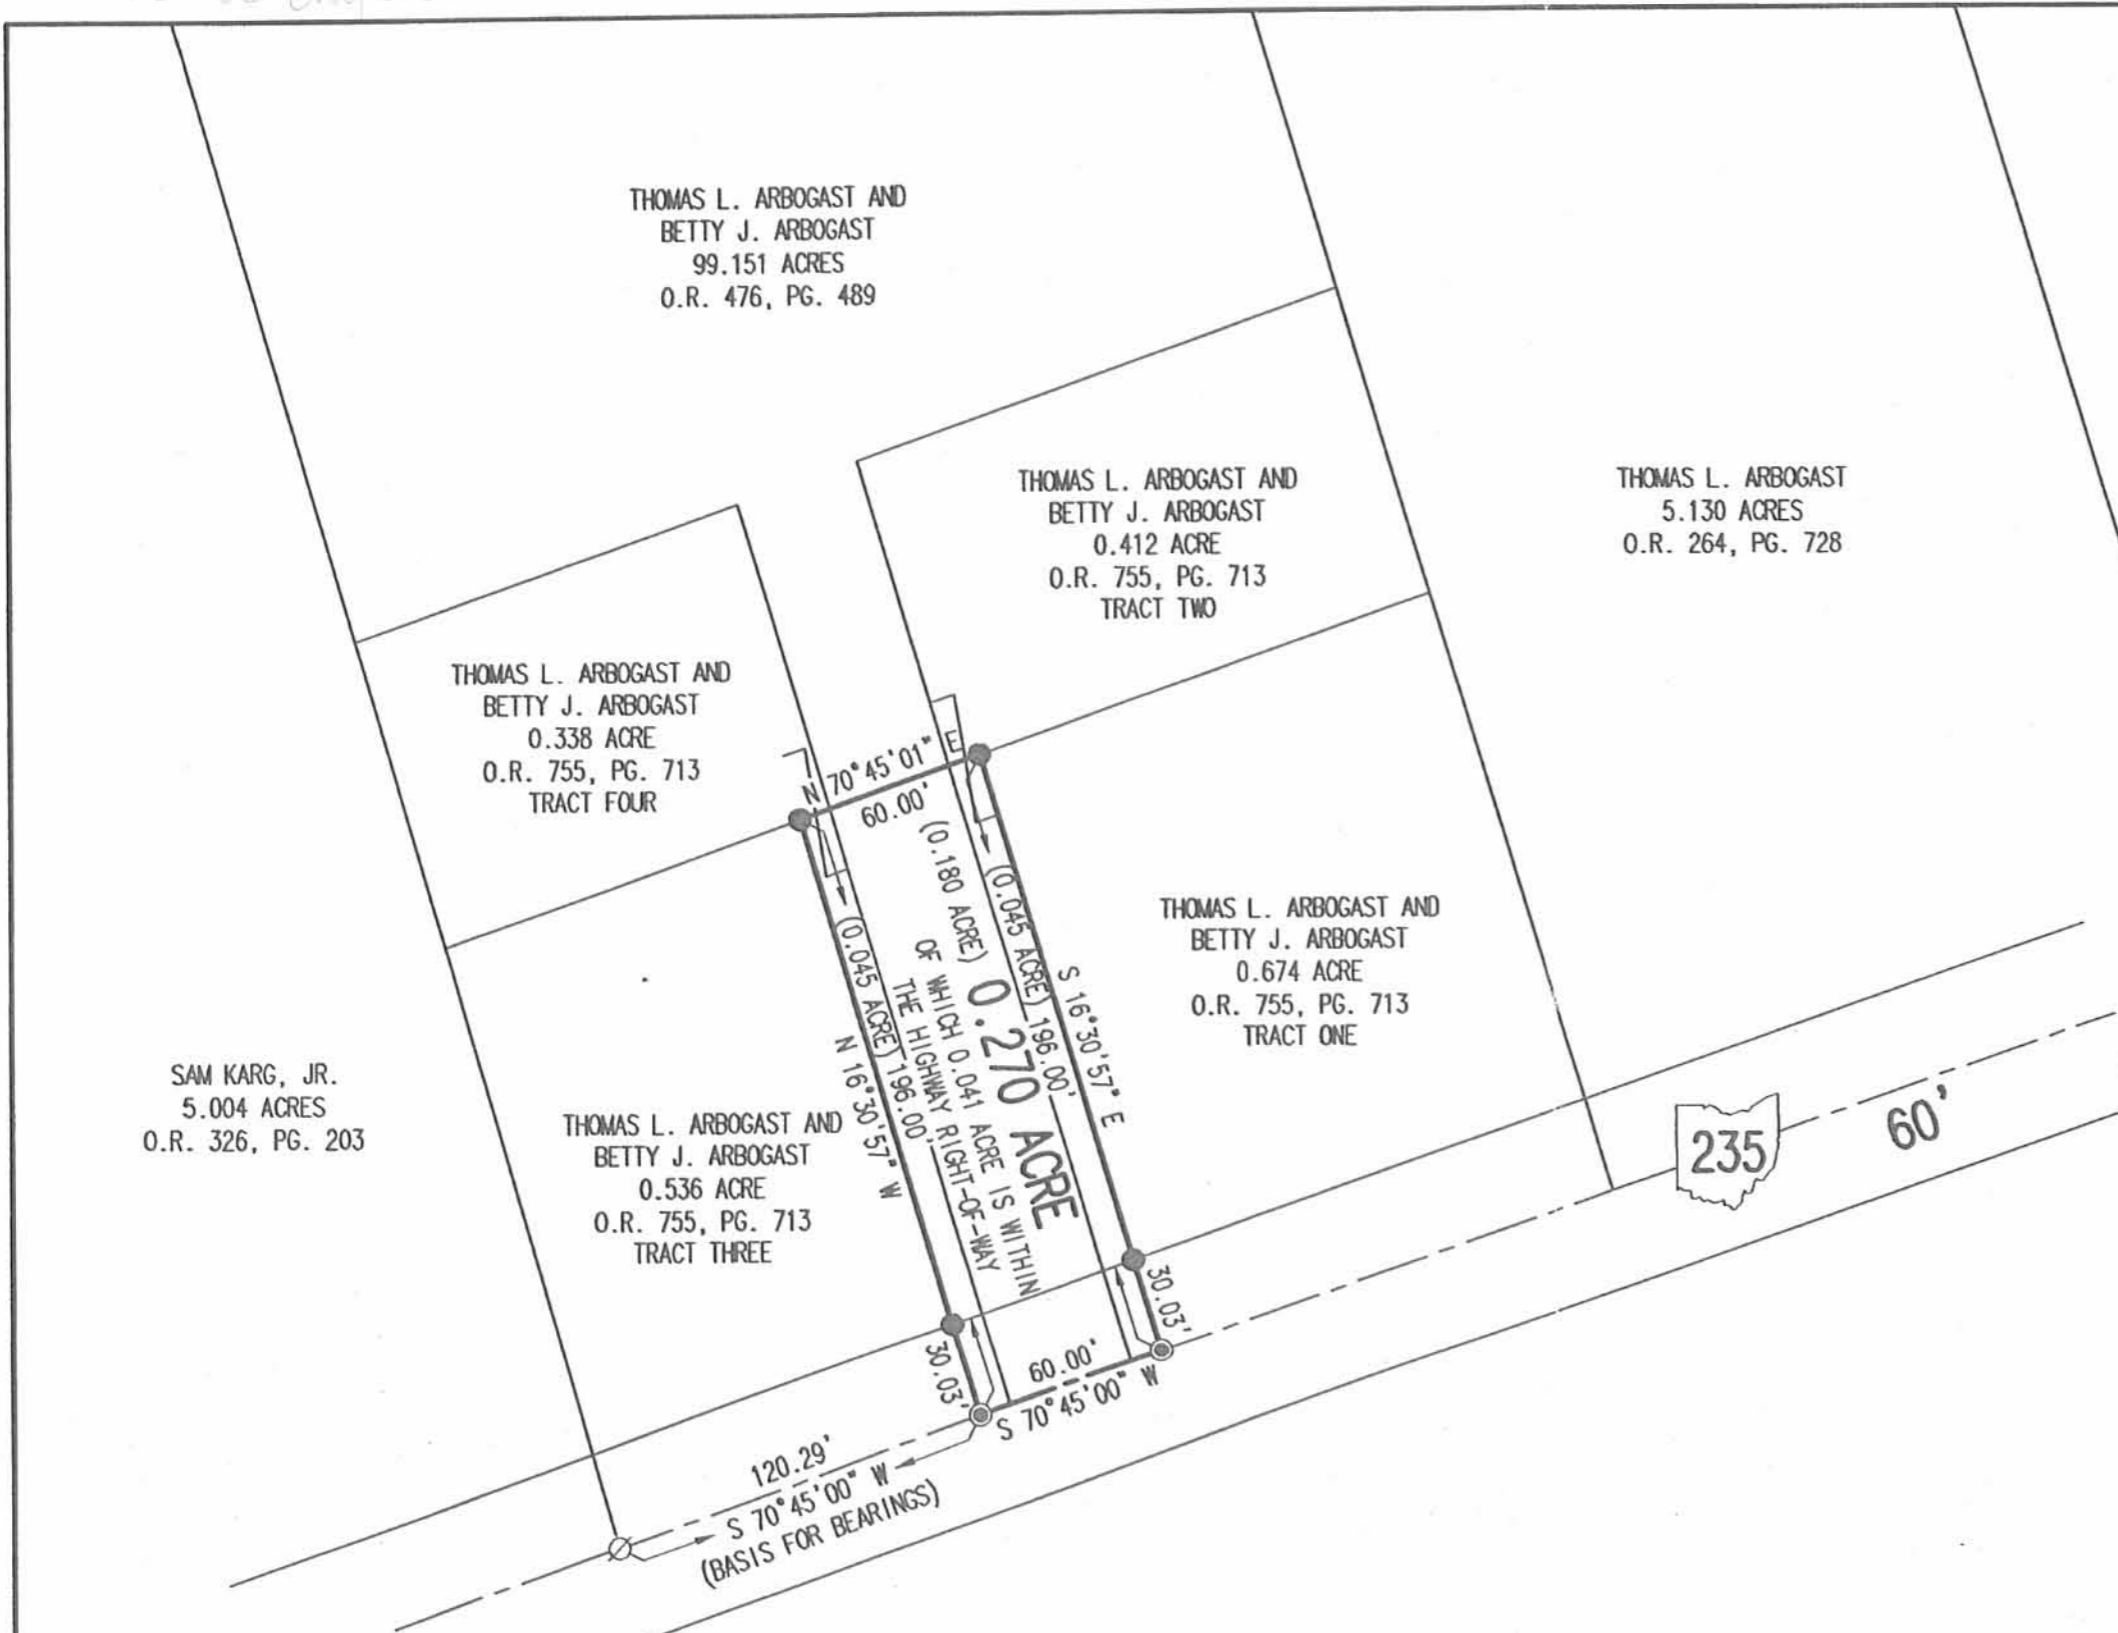 THOMAS L. ARBOGAST AND
BETTY J. ARBOGAST
99.151 ACRES
O.R. 476, PG. 489
THOMAS L. ARBOGAST AND
BETTY J. ARBOGAST
0.412 ACRE
O.R. 755, PG. 713
TRACT TWO
THOMAS L. ARBOGAST
5.130 ACRES
O.R. 264, PG. 728
THOMAS L. ARBOGAST AND
BETTY J. ARBOGAST
0.338 ACRE
O.R. 755, PG. 713
TRACT FOUR
N 70°45'01" E
60.00'
(0.180 ACRE) 0.270 ACRE
OF WHICH 0.041 ACRE IS WITHIN
THE HIGHWAY RIGHT-OF-WAY
(0.045 ACRE) 196.00'
S 16°30'57" E
(0.045 ACRE) 196.00'
N 16°30'57" W
THOMAS L. ARBOGAST AND
BETTY J. ARBOGAST
0.674 ACRE
O.R. 755, PG. 713
TRACT ONE
SAM KARG, JR.
5.004 ACRES
O.R. 326, PG. 203
THOMAS L. ARBOGAST AND
BETTY J. ARBOGAST
0.536 ACRE
O.R. 755, PG. 713
TRACT THREE
235
60'
30.03'
30.03'
60.00'
S 70°45'00" W
120.29'
S 70°45'00" W
(BASIS FOR BEARINGS)